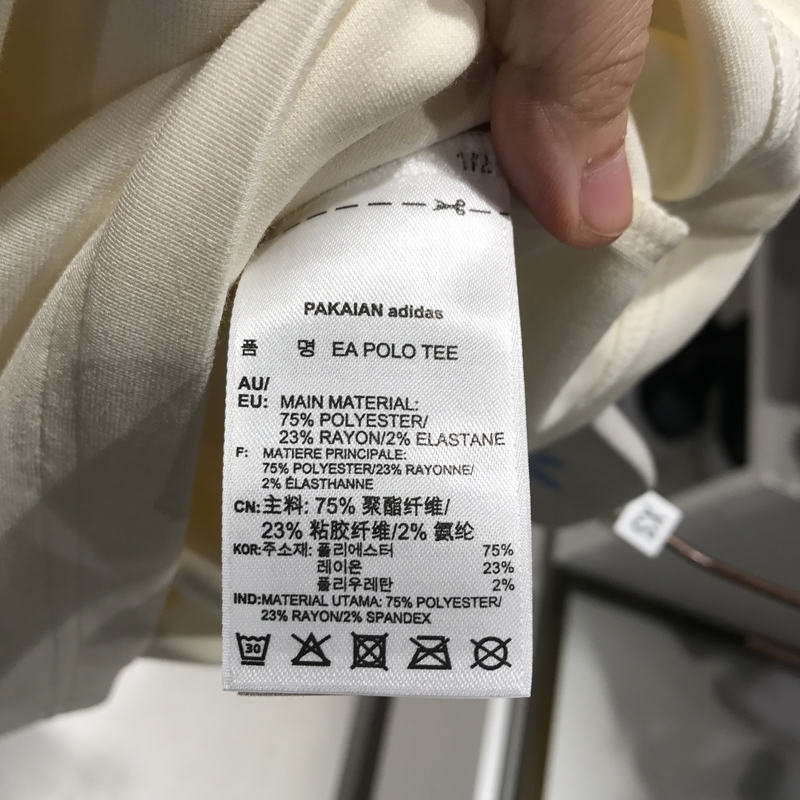 PAKAIAN adidas
품 명 EA POLO TEE
AU/
EU: MAIN MATERIAL:
75% POLYESTER/
23% RAYON/2% ELASTANE
F: MATIERE PRINCIPALE:
75% POLYESTER/23% RAYONNE/
2% ÉLASTHANNE
CN:主料: 75% 聚酯纤维/
23% 粘胶纤维/2% 氨纶
KOR:주소재: 폴리에스터 75%
레이온 23%
폴리우레탄 2%
IND:MATERIAL UTAMA: 75% POLYESTER/
23% RAYON/2% SPANDEX
30
XS